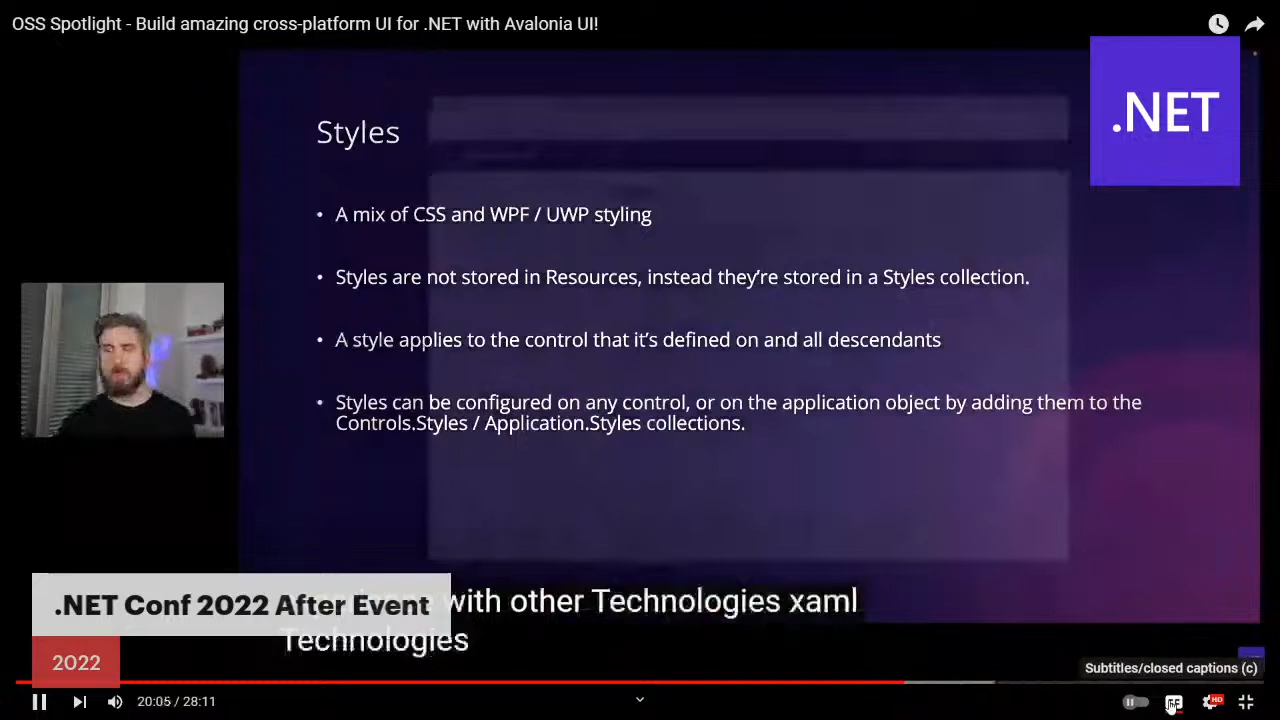 OSS Spotlight - Build amazing cross-platform UI for .NET with Avalonia UI!
.NET
Styles
• A mix of CSS and WPF / UWP styling
• Styles are not stored in Resources, instead they’re stored in a Styles collection.
• A style applies to the control that it’s defined on and all descendants
• Styles can be configured on any control, or on the application object by adding them to the
Controls.Styles / Application.Styles collections.
with other Technologies xaml
Technologies
.NET Conf 2022 After Event
2022
Subtitles/closed captions (c)
20:05 / 28:11
HD